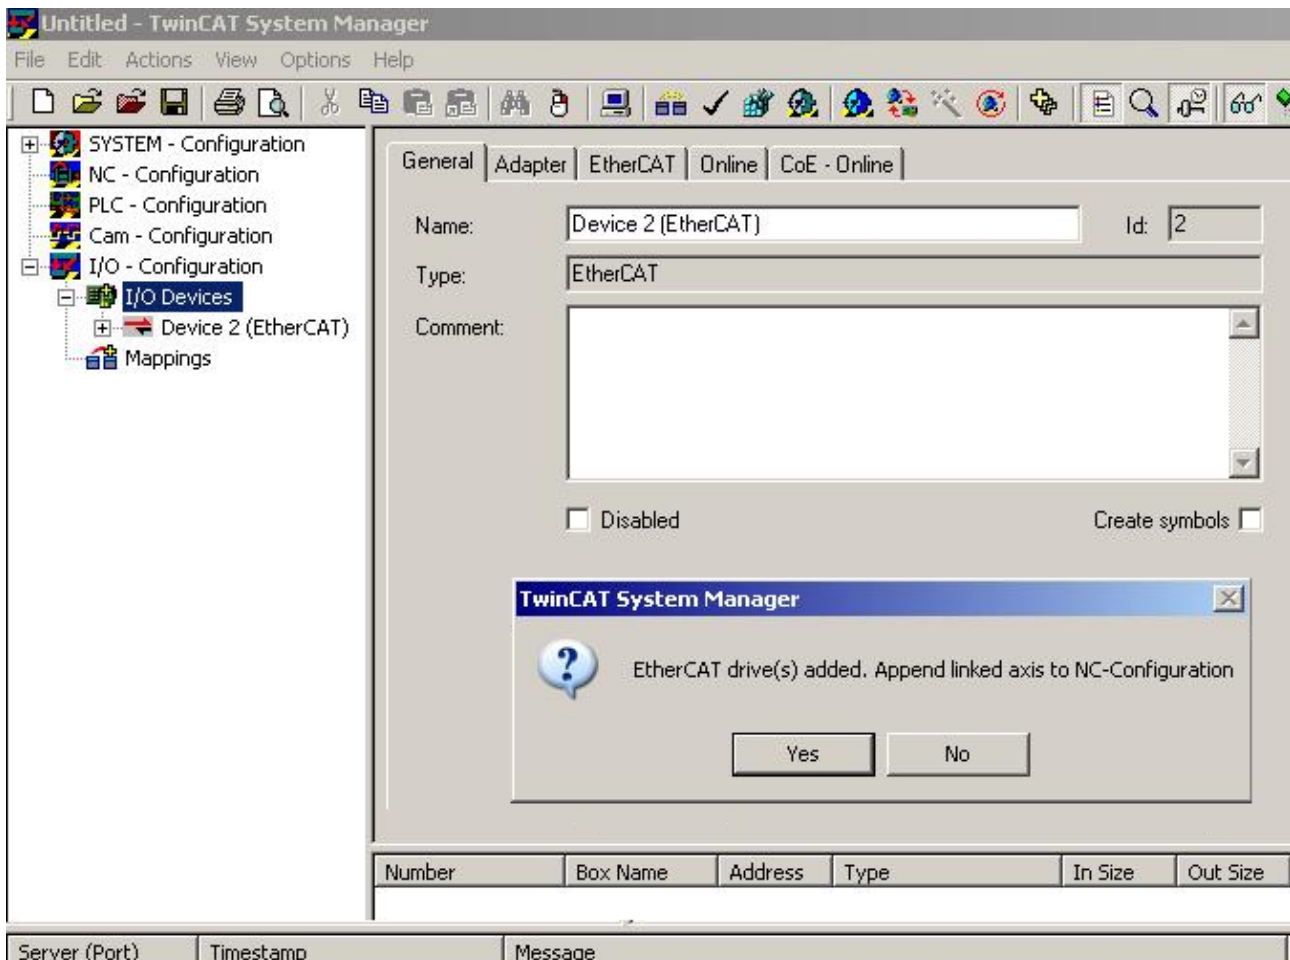 Untitled - TwinCAT System Manager
File Edit Actions View Options Help
SYSTEM - Configuration
NC - Configuration
PLC - Configuration
Cam - Configuration
I/O - Configuration
I/O Devices
Device 2 (EtherCAT)
Mappings
General Adapter EtherCAT Online CoE - Online
Name: Device 2 (EtherCAT) Id: 2
Type: EtherCAT
Comment:
Disabled Create symbols
TwinCAT System Manager
EtherCAT drive(s) added. Append linked axis to NC-Configuration
Yes No
Number Box Name Address Type In Size Out Size
Server (Port) Timestamp Message